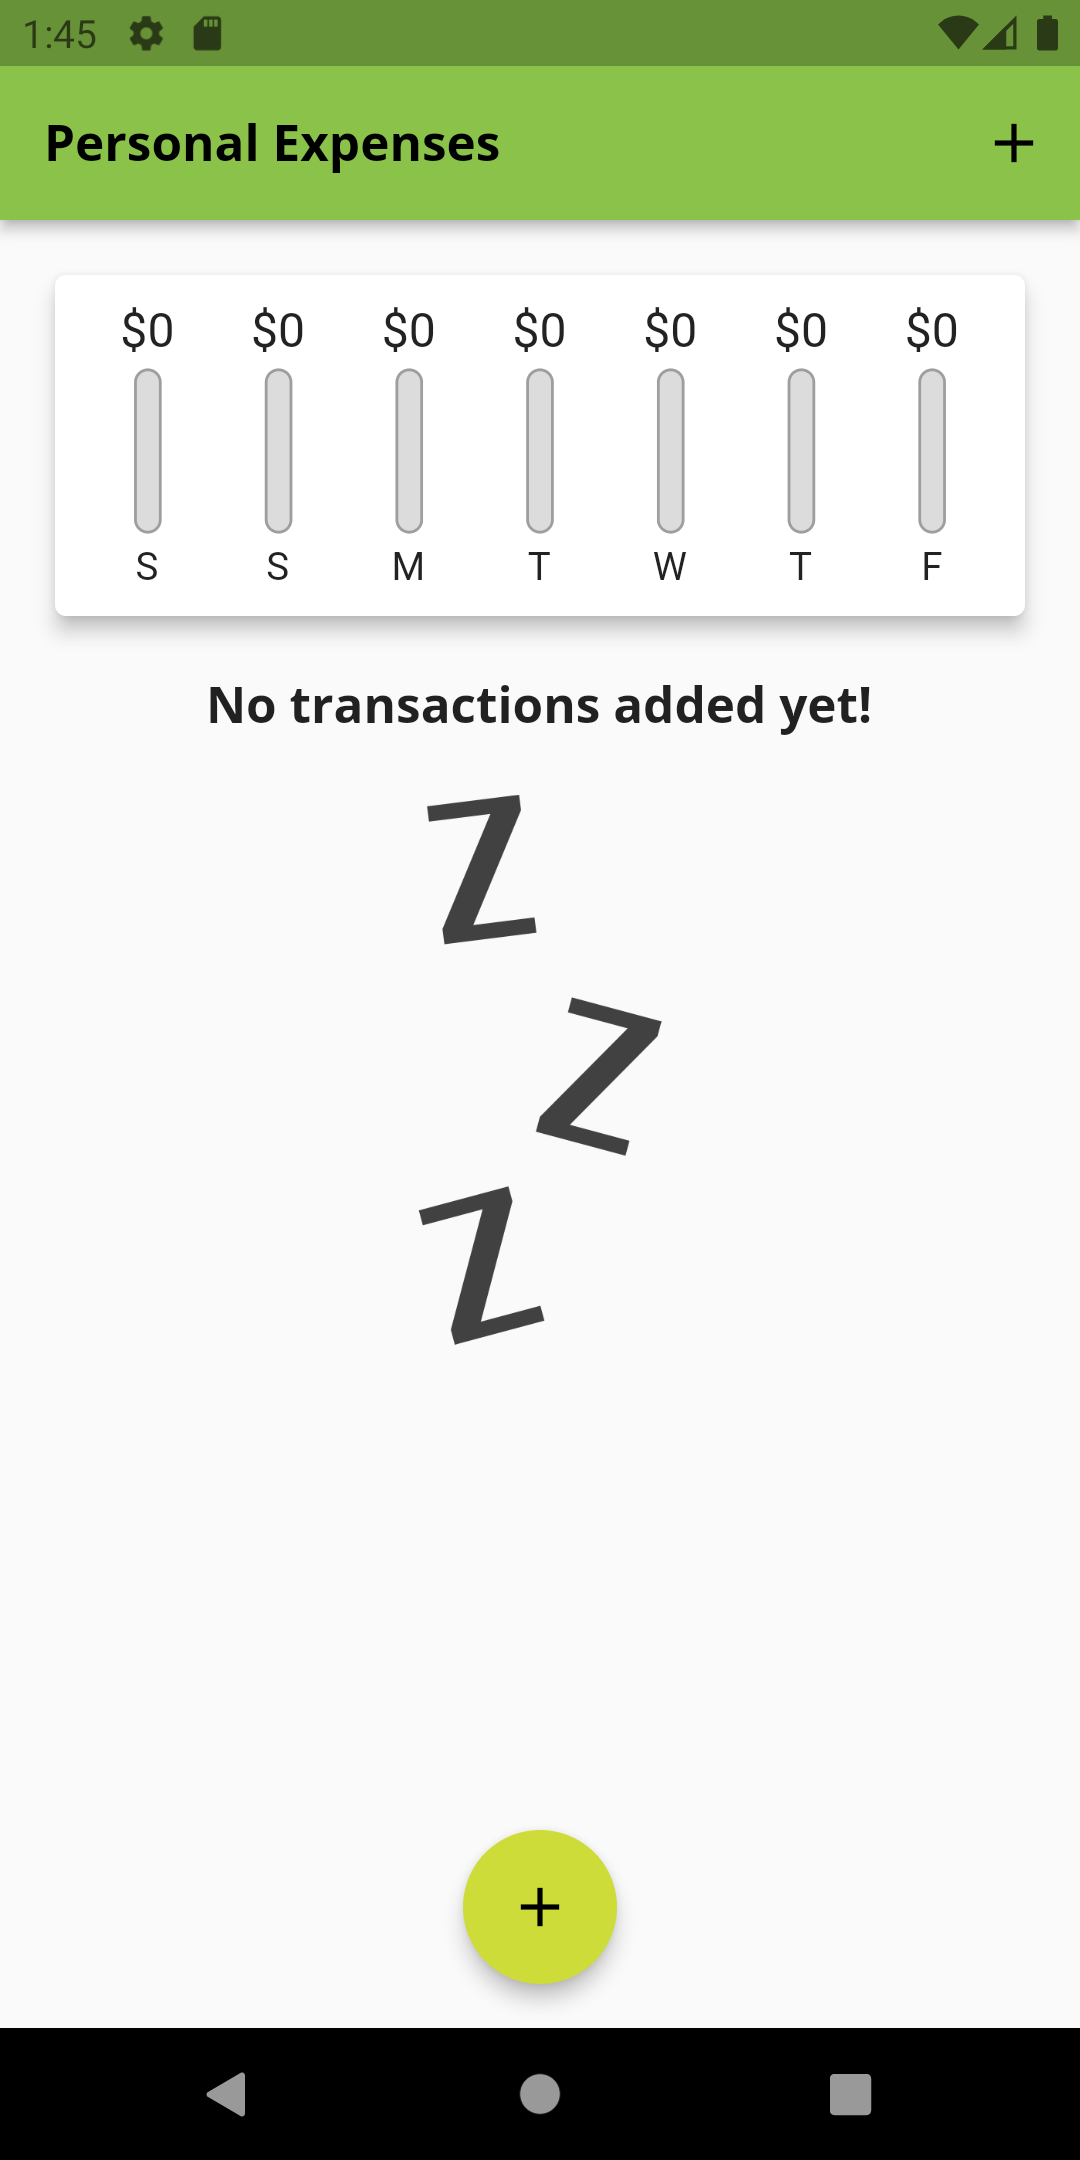 1:45
Personal Expenses
$0 $0 $0 $0 $0 $0 $0
S S M T W T F
No transactions added yet!
Z
Z
Z